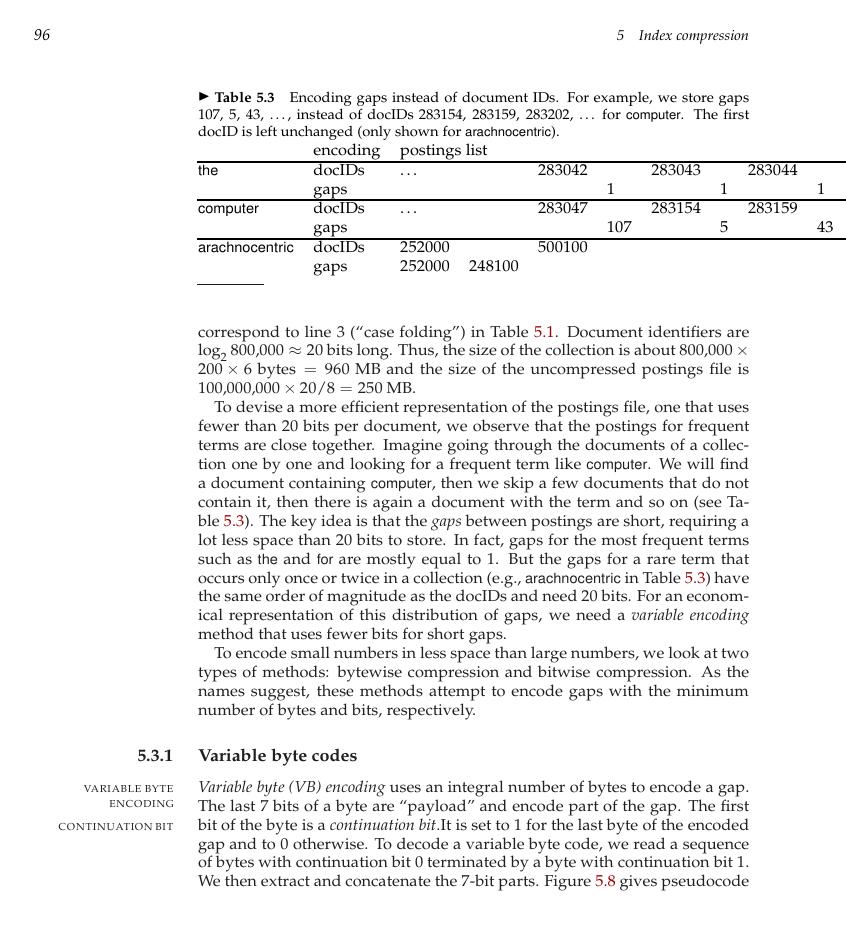 96
5 Index compression
► Table 5.3 Encoding gaps instead of document IDs. For example, we store gaps
107, 5, 43, . . . , instead of docIDs 283154, 283159, 283202, . . . for computer. The first
docID is left unchanged (only shown for arachnocentric).
encoding postings list
the docIDs . . . 283042 283043 283044
gaps 1 1 1
computer docIDs . . . 283047 283154 283159
gaps 107 5 43
arachnocentric docIDs 252000 500100
gaps 252000 248100
correspond to line 3 (“case folding”) in Table 5.1. Document identifiers are
log₂ 800,000 ≈ 20 bits long. Thus, the size of the collection is about 800,000 ×
200 × 6 bytes = 960 MB and the size of the uncompressed postings file is
100,000,000 × 20/8 = 250 MB.
To devise a more efficient representation of the postings file, one that uses
fewer than 20 bits per document, we observe that the postings for frequent
terms are close together. Imagine going through the documents of a collec-
tion one by one and looking for a frequent term like computer. We will find
a document containing computer, then we skip a few documents that do not
contain it, then there is again a document with the term and so on (see Ta-
ble 5.3). The key idea is that the gaps between postings are short, requiring a
lot less space than 20 bits to store. In fact, gaps for the most frequent terms
such as the and for are mostly equal to 1. But the gaps for a rare term that
occurs only once or twice in a collection (e.g., arachnocentric in Table 5.3) have
the same order of magnitude as the docIDs and need 20 bits. For an econom-
ical representation of this distribution of gaps, we need a variable encoding
method that uses fewer bits for short gaps.
To encode small numbers in less space than large numbers, we look at two
types of methods: bytewise compression and bitwise compression. As the
names suggest, these methods attempt to encode gaps with the minimum
number of bytes and bits, respectively.
5.3.1 Variable byte codes
VARIABLE BYTE
ENCODING
CONTINUATION BIT
Variable byte (VB) encoding uses an integral number of bytes to encode a gap.
The last 7 bits of a byte are “payload” and encode part of the gap. The first
bit of the byte is a continuation bit.It is set to 1 for the last byte of the encoded
gap and to 0 otherwise. To decode a variable byte code, we read a sequence
of bytes with continuation bit 0 terminated by a byte with continuation bit 1.
We then extract and concatenate the 7-bit parts. Figure 5.8 gives pseudocode